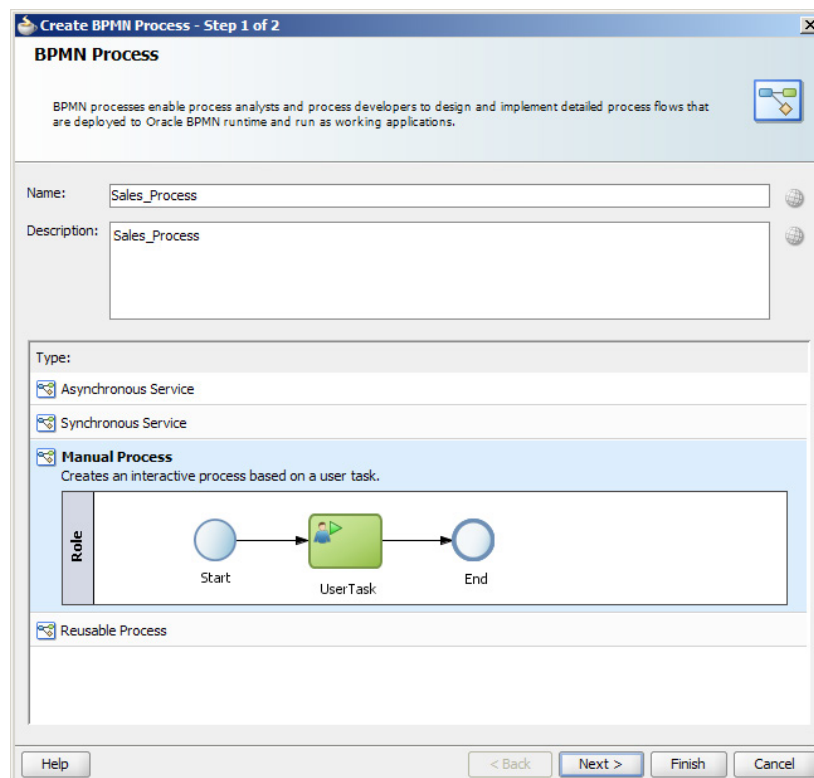 Create BPMN Process - Step 1 of 2
BPMN Process
BPMN processes enable process analysts and process developers to design and implement detailed process flows that
are deployed to Oracle BPMN runtime and run as working applications.
Name:
Sales_Process
Description:
Sales_Process
Type:
Asynchronous Service
Synchronous Service
Manual Process
Creates an interactive process based on a user task.
Role
Start
UserTask
End
Reusable Process
Help
< Back
Next >
Finish
Cancel